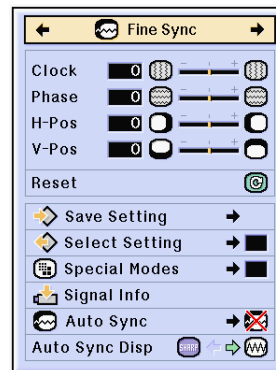 Fine Sync
Clock 0 - +
Phase 0 - +
H-Pos 0 - +
V-Pos 0 - +
Reset
Save Setting
Select Setting
Special Modes
Signal Info
Auto Sync
Auto Sync Disp SHARP